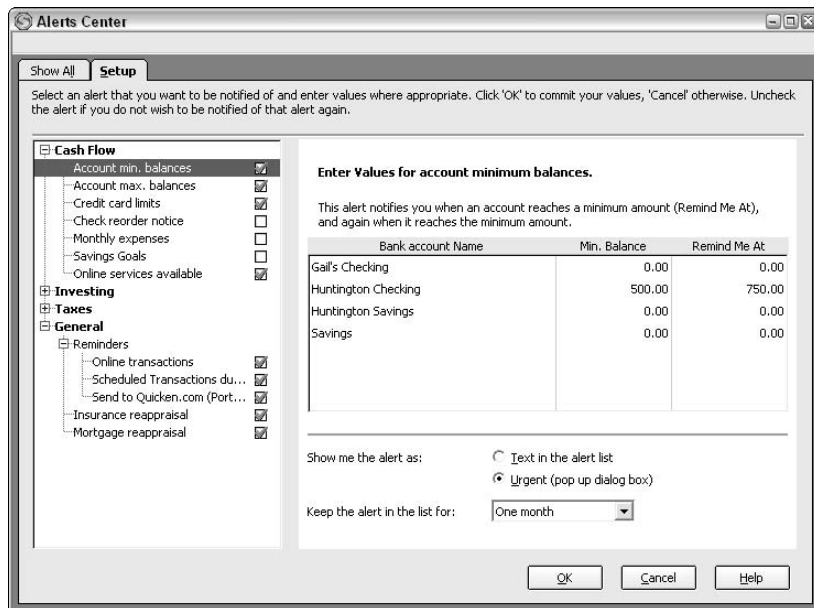 Alerts Center
Show All
Setup
Select an alert that you want to be notified of and enter values where appropriate. Click 'OK' to commit your values, 'Cancel' otherwise. Uncheck
the alert if you do not wish to be notified of that alert again.
Cash Flow
Account min. balances
Account max. balances
Credit card limits
Check reorder notice
Monthly expenses
Savings Goals
Online services available
Investing
Taxes
General
Reminders
Online transactions
Scheduled Transactions du...
Send to Quicken.com (Port...
Insurance reappraisal
Mortgage reappraisal
Enter Values for account minimum balances.
This alert notifies you when an account reaches a minimum amount (Remind Me At),
and again when it reaches the minimum amount.
Bank account Name Min. Balance Remind Me At
Gail's Checking 0.00 0.00
Huntington Checking 500.00 750.00
Huntington Savings 0.00 0.00
Savings 0.00 0.00
Show me the alert as:
Text in the alert list
Urgent (pop up dialog box)
Keep the alert in the list for: One month
OK Cancel Help